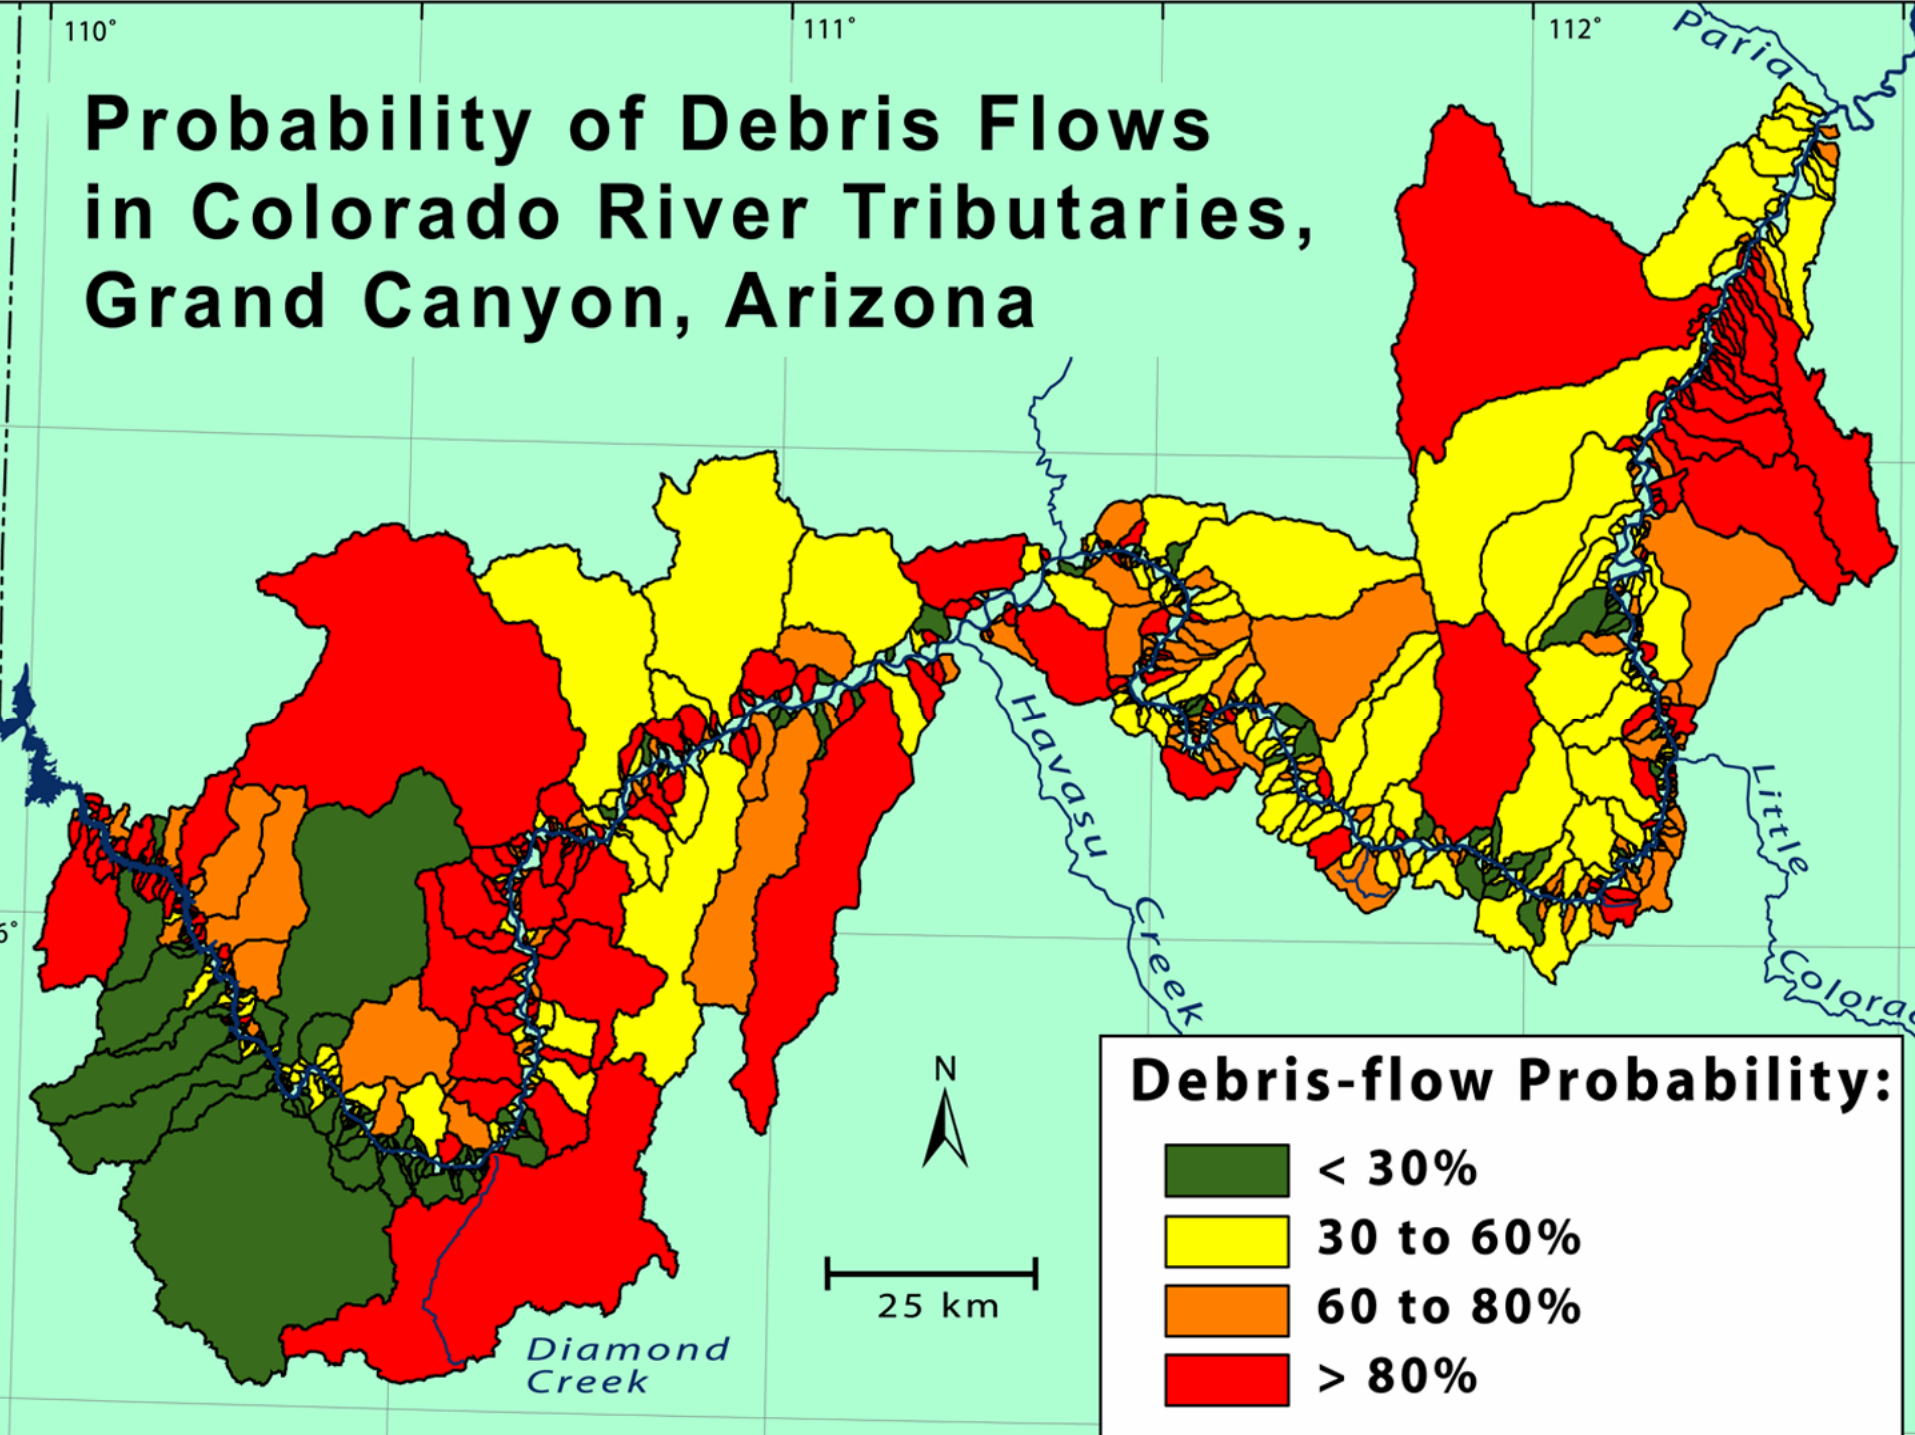 110°
111°
112°
Paria
Probability of Debris Flows
in Colorado River Tributaries,
Grand Canyon, Arizona
Havasu
Creek
Little
Diamond
Creek
N
25 km
Debris-flow Probability:
< 30%
30 to 60%
60 to 80%
> 80%